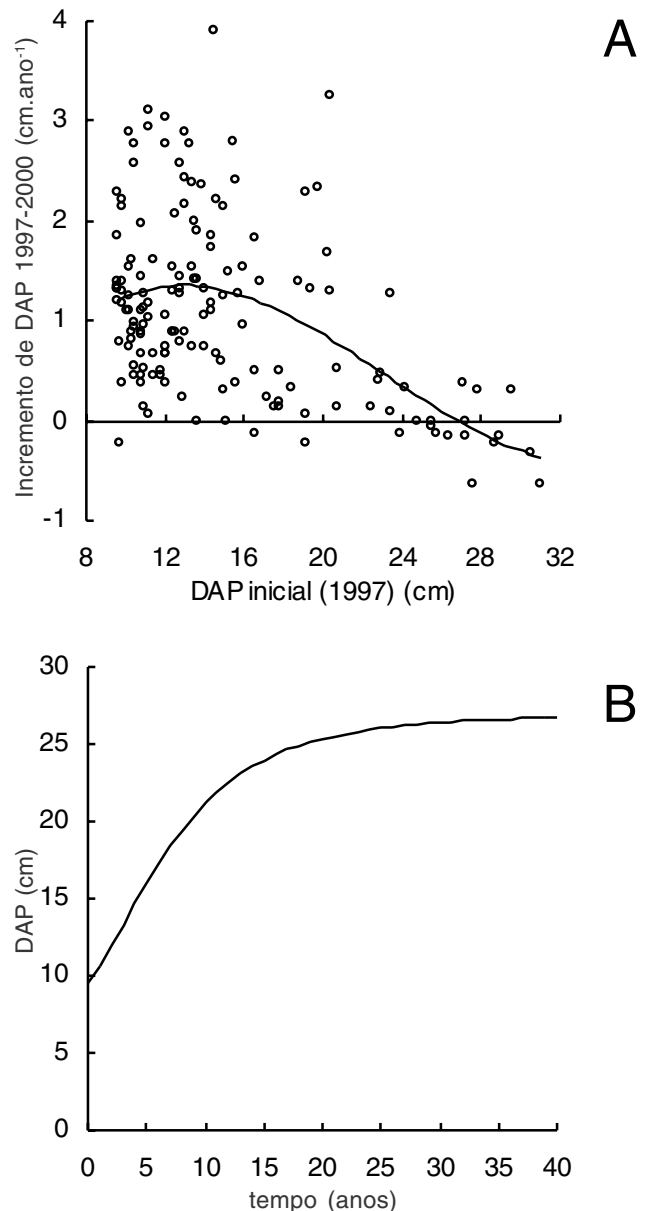 A
Incremento de DAP 1997-2000 (cm.ano⁻¹)
4
3
2
1
0
-1
8 12 16 20 24 28 32
DAP inicial (1997) (cm)
B
DAP (cm)
30
25
20
15
10
5
0
0 5 10 15 20 25 30 35 40
tempo (anos)